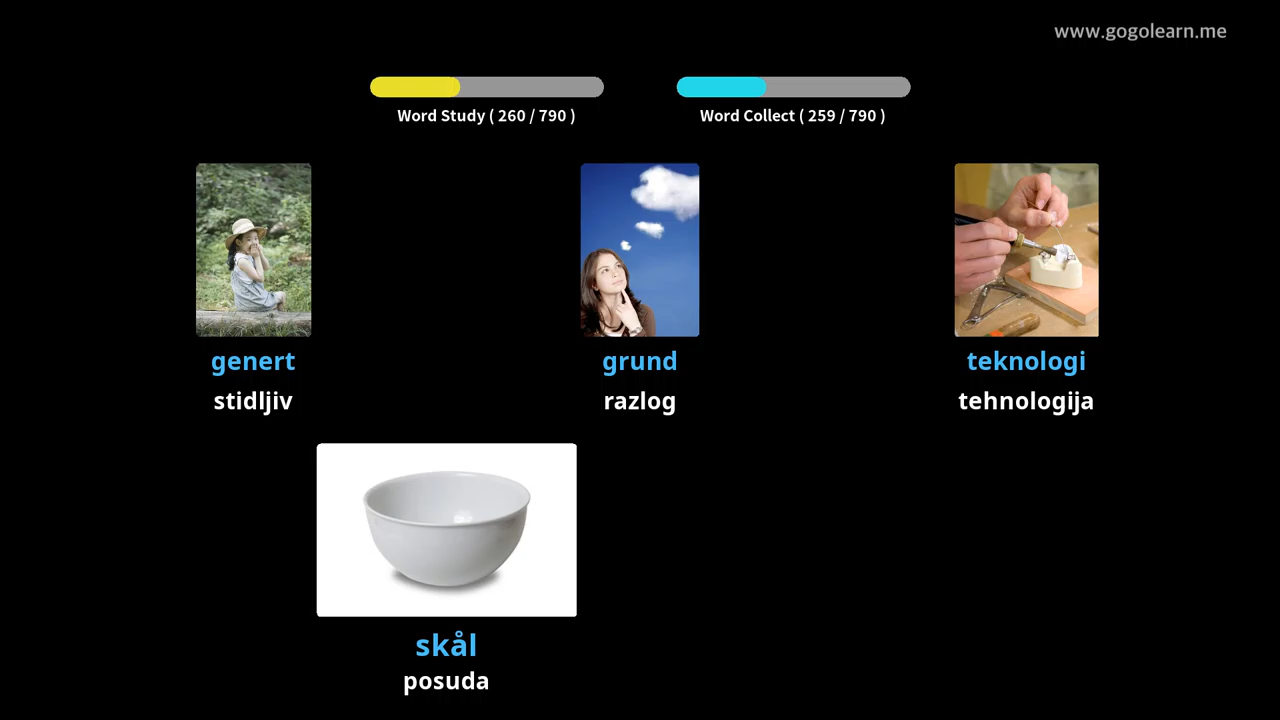 www.gogolearn.me
Word Study ( 260 / 790 )
Word Collect ( 259 / 790 )
genert
stidljiv
grund
razlog
teknologi
tehnologija
skål
posuda